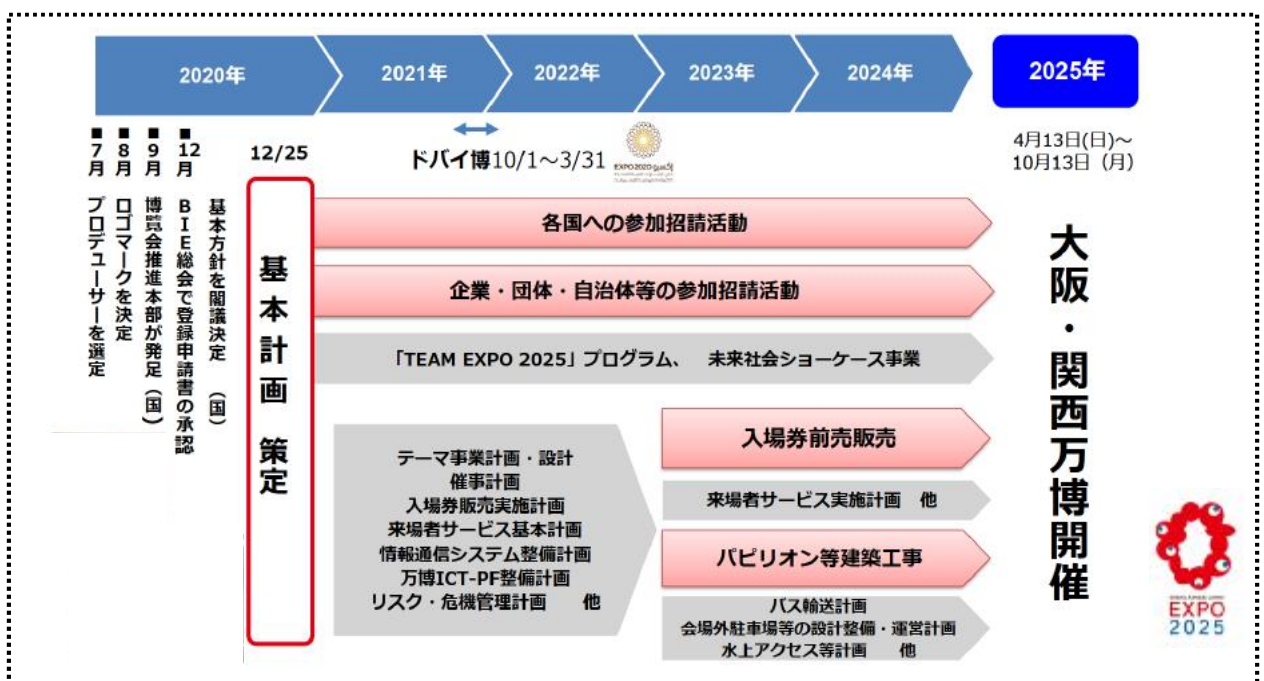 2020年
2021年
2022年
2023年
2024年
2025年
■7月 プロデューサーを選定
■8月 ロゴマークを決定
■9月 博覧会推進本部が発足(国)
■12月 BIE総会で登録申請書の承認
基本方針を閣議決定 (国)
12/25
基本計画 策定
ドバイ博10/1~3/31
EXPO2020
4月13日(日)~
10月13日(月)
各国への参加招請活動
企業・団体・自治体等の参加招請活動
「TEAM EXPO 2025」プログラム、 未来社会ショーケース事業
テーマ事業計画・設計
催事計画
入場券販売実施計画
来場者サービス基本計画
情報通信システム整備計画
万博ICT-PF整備計画
リスク・危機管理計画 他
入場券前売販売
来場者サービス実施計画 他
パビリオン等建築工事
バス輸送計画
会場外駐車場等の設計整備・運営計画
水上アクセス等計画 他
大阪・関西万博開催
EXPO
2025